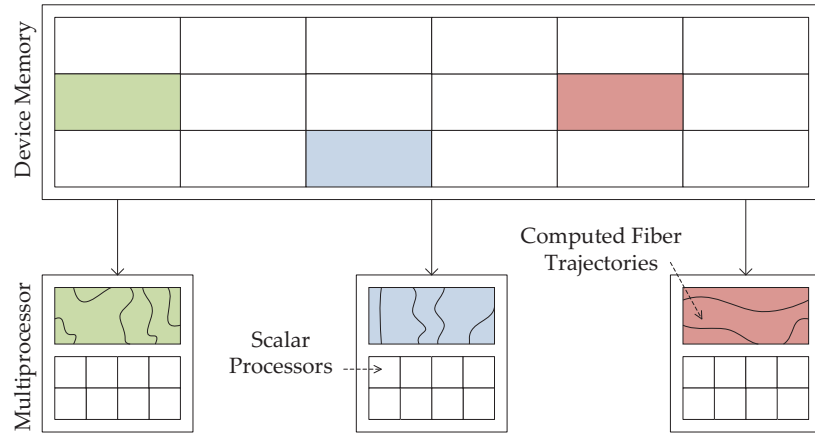 Device Memory
Computed Fiber
Trajectories
Multiprocessor
Scalar
Processors